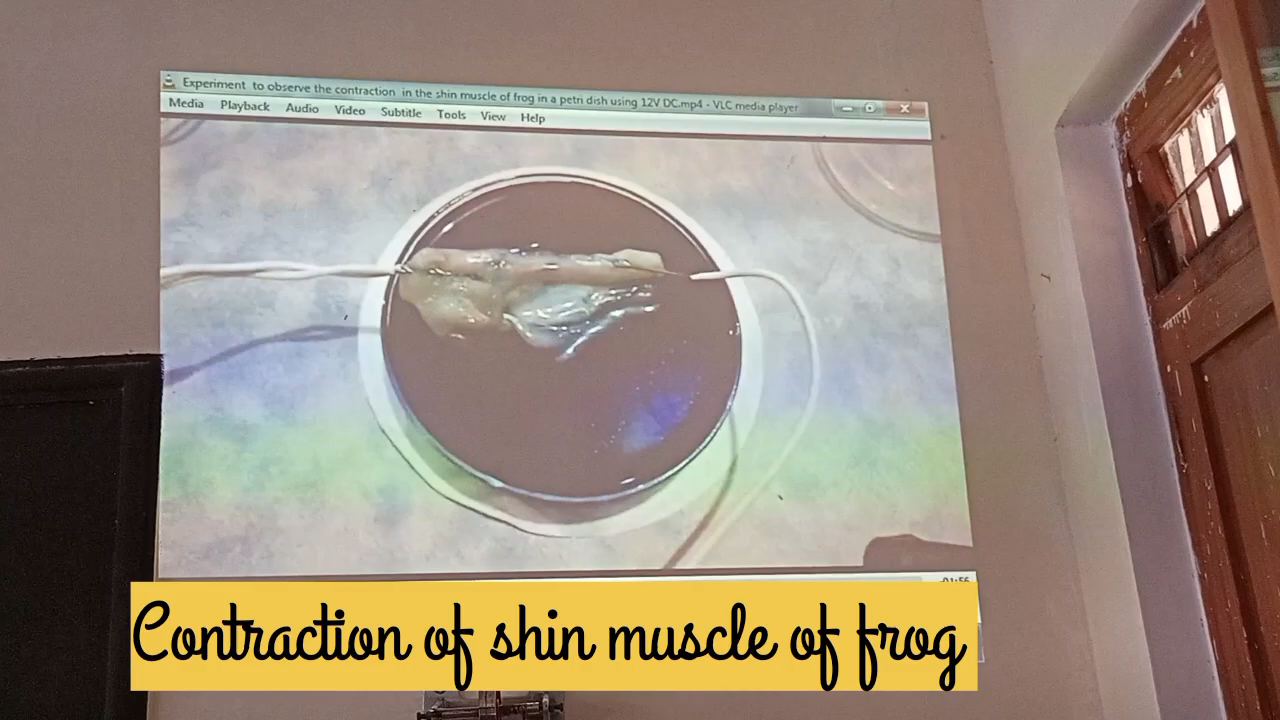 Experiment to observe the contraction in the shin muscle of frog in a petri dish using 12V DC.mp4 - VLC media player
Media Playback Audio Video Subtitle Tools View Help
Contraction of shin muscle of frog